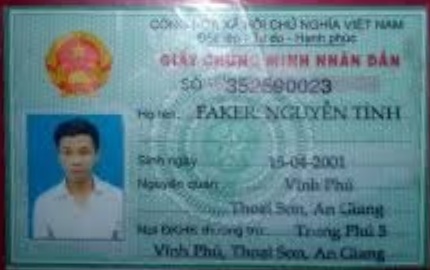 CỘNG HÒA XÃ HỘI CHỦ NGHĨA VIỆT NAM
Độc lập - Tự do - Hạnh phúc
GIẤY CHỨNG MINH NHÂN DÂN
SỐ 352590023
Họ tên: FAKER NGUYỄN TÌNH
Sinh ngày 15-04-2001
Nguyên quán Vĩnh Phú
Thoại Sơn, An Giang
Nơi ĐKHK thường trú Trung Phú 5
Vĩnh Phú, Thoại Sơn, An Giang